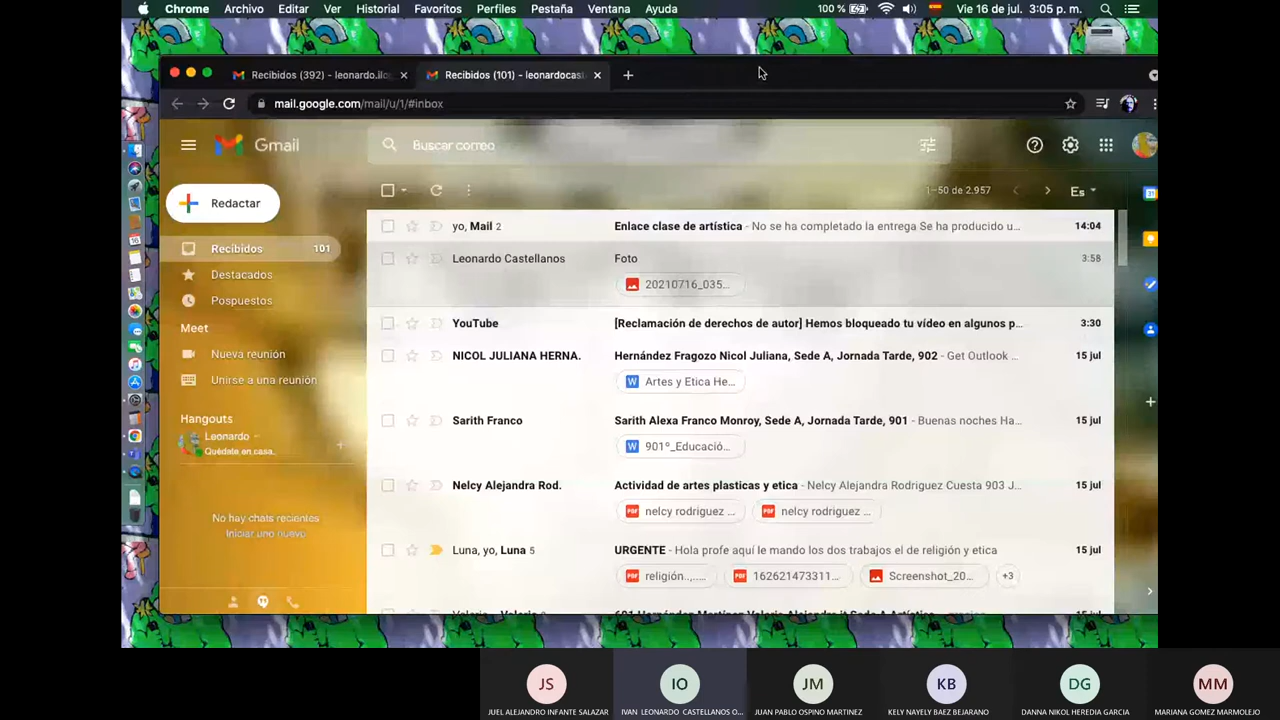 Chrome Archivo Editar Ver Historial Favoritos Perfiles Pestaña Ventana Ayuda 100 % Vie 16 de jul. 3:05 p. m.
Recibidos (392) - leonardo.ilo Recibidos (101) - leonardocast
mail.google.com/mail/u/1/#inbox
Gmail Buscar correo
Redactar 1–50 de 2.957 Es
Recibidos 101
Destacados
Pospuestos
Meet
Nueva reunión
Unirse a una reunión
Hangouts
Leonardo
Quédate en casa..
No hay chats recientes
Iniciar uno nuevo
yo, Mail 2 Enlace clase de artística - No se ha completado la entrega Se ha producido u... 14:04
Leonardo Castellanos Foto 3:58
20210716_035...
YouTube [Reclamación de derechos de autor] Hemos bloqueado tu vídeo en algunos p... 3:30
NICOL JULIANA HERNA. Hernández Fragozo Nicol Juliana, Sede A, Jornada Tarde, 902 - Get Outlook ... 15 jul
W Artes y Etica He...
Sarith Franco Sarith Alexa Franco Monroy, Sede A, Jornada Tarde, 901 - Buenas noches Ha... 15 jul
W 901º_Educació...
Nelcy Alejandra Rod. Actividad de artes plasticas y etica - Nelcy Alejandra Rodriguez Cuesta 903 J... 15 jul
PDF nelcy rodriguez ... PDF nelcy rodriguez ...
Luna, yo, Luna 5 URGENTE - Hola profe aquí le mando los dos trabajos el de religión y etica 15 jul
PDF religión..,.... PDF 162621473311... Screenshot_20... +3
JS IO JM KB DG MM
JUEL ALEJANDRO INFANTE SALAZAR IVAN LEONARDO CASTELLANOS O... JUAN PABLO OSPINO MARTINEZ KELY NAYELY BAEZ BEJARANO DANNA NIKOL HEREDIA GARCIA MARIANA GOMEZ MARMOLEJO